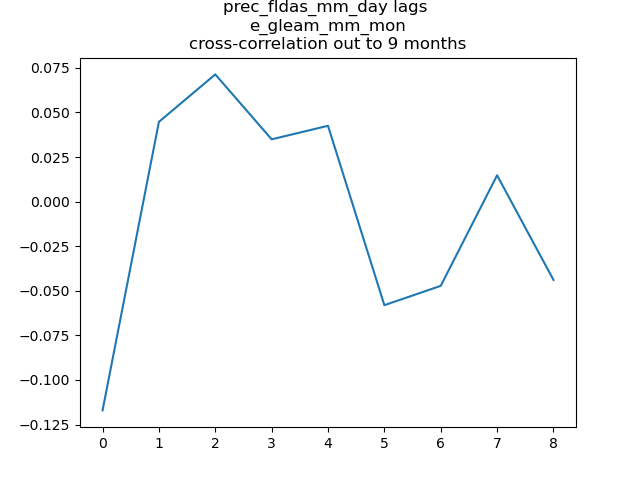 prec_fldas_mm_day lags
e_gleam_mm_mon
cross-correlation out to 9 months
0.075
0.050
0.025
0.000
−0.025
−0.050
−0.075
−0.100
−0.125
0 1 2 3 4 5 6 7 8